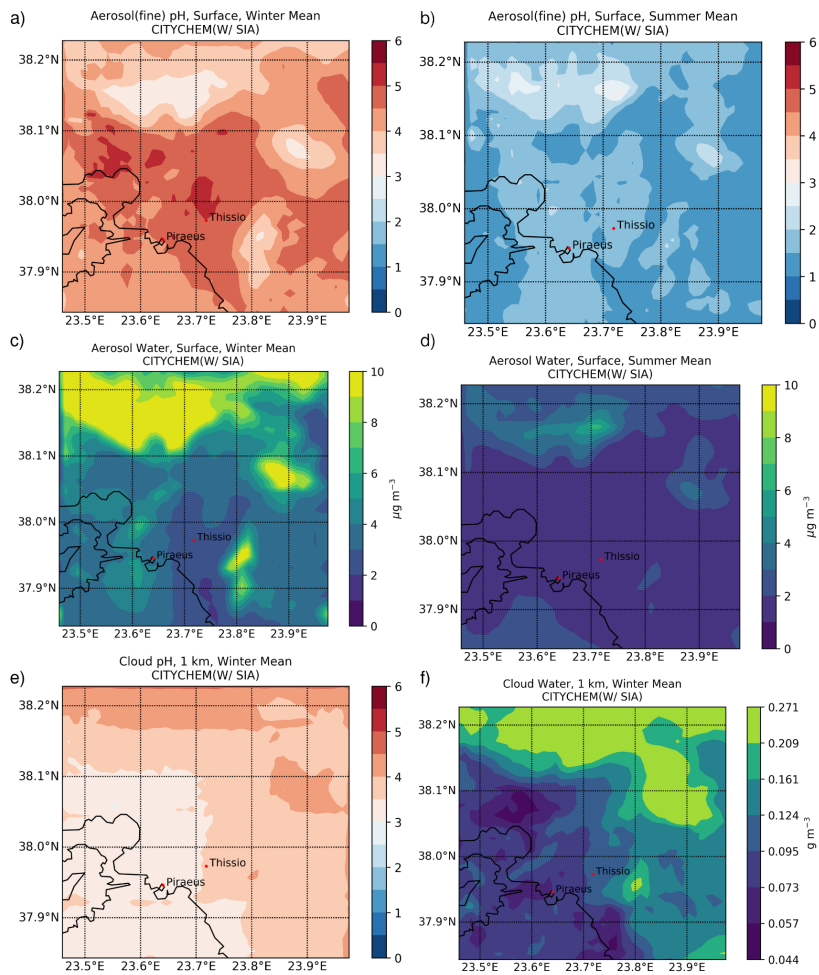 a)
Aerosol(fine) pH, Surface, Winter Mean
CITYCHEM(W/ SIA)
38.2°N
38.1°N
38.0°N
37.9°N
23.5°E 23.6°E 23.7°E 23.8°E 23.9°E
Thissio
Piraeus
6
5
4
3
2
1
0
b)
Aerosol(fine) pH, Surface, Summer Mean
CITYCHEM(W/ SIA)
38.2°N
38.1°N
38.0°N
37.9°N
23.5°E 23.6°E 23.7°E 23.8°E 23.9°E
Thissio
Piraeus
6
5
4
3
2
1
0
c)
Aerosol Water, Surface, Winter Mean
CITYCHEM(W/ SIA)
38.2°N
38.1°N
38.0°N
37.9°N
23.5°E 23.6°E 23.7°E 23.8°E 23.9°E
Thissio
Piraeus
10
8
6
4
2
0
μg m⁻³
d)
Aerosol Water, Surface, Summer Mean
CITYCHEM(W/ SIA)
38.2°N
38.1°N
38.0°N
37.9°N
23.5°E 23.6°E 23.7°E 23.8°E 23.9°E
Thissio
Piraeus
10
8
6
4
2
0
μg m⁻³
e)
Cloud pH, 1 km, Winter Mean
CITYCHEM(W/ SIA)
38.2°N
38.1°N
38.0°N
37.9°N
23.5°E 23.6°E 23.7°E 23.8°E 23.9°E
Thissio
Piraeus
6
5
4
3
2
1
0
f)
Cloud Water, 1 km, Winter Mean
CITYCHEM(W/ SIA)
38.2°N
38.1°N
38.0°N
37.9°N
23.5°E 23.6°E 23.7°E 23.8°E 23.9°E
Thissio
Piraeus
0.271
0.209
0.161
0.124
0.095
0.073
0.057
0.044
g m⁻³